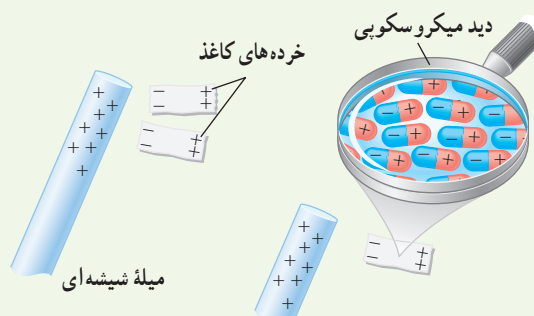 دید میکروسکوپی
خرده‌های کاغذ
میلهٔ شیشه‌ای